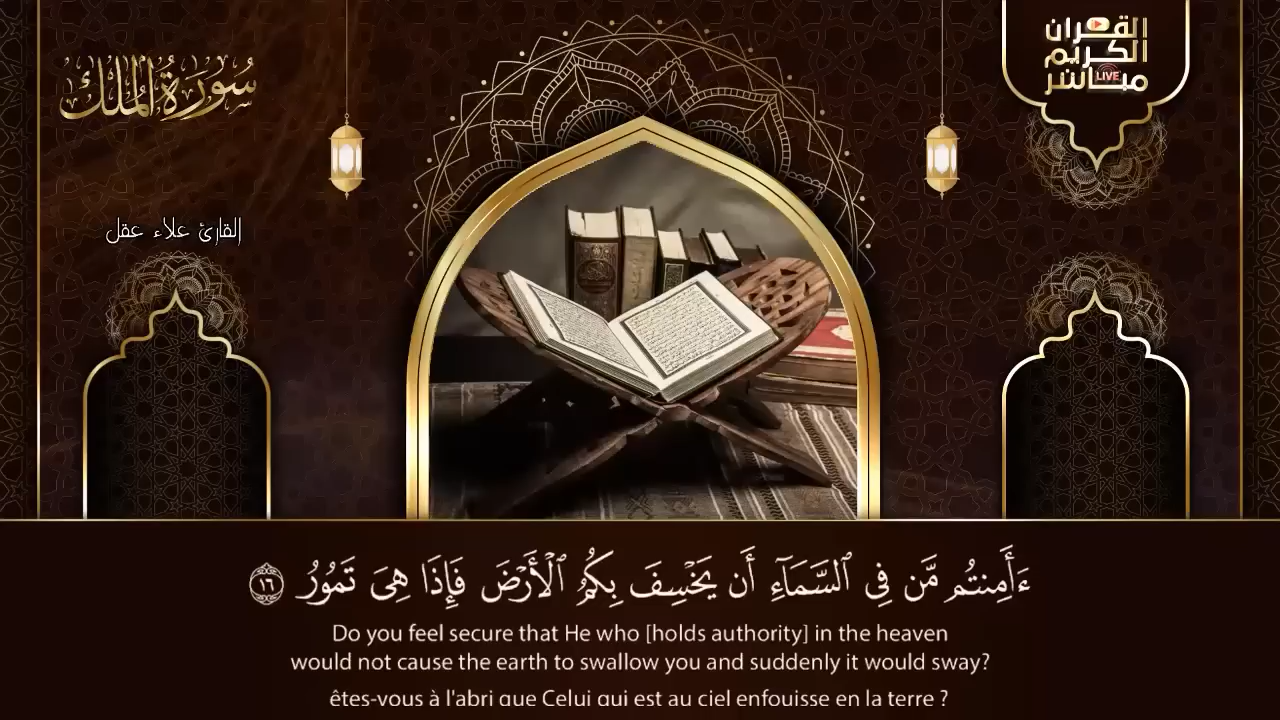 سُورَةُ الْمُلْك
القرآن
الكريم
مباشر
LIVE
القارئ علاء عقل
ءَأَمِنتُم مَّن فِى ٱلسَّمَآءِ أَن يَخْسِفَ بِكُمُ ٱلْأَرْضَ فَإِذَا هِىَ تَمُورُ ١٦
Do you feel secure that He who [holds authority] in the heaven
would not cause the earth to swallow you and suddenly it would sway?
êtes-vous à l'abri que Celui qui est au ciel enfouisse en la terre ?